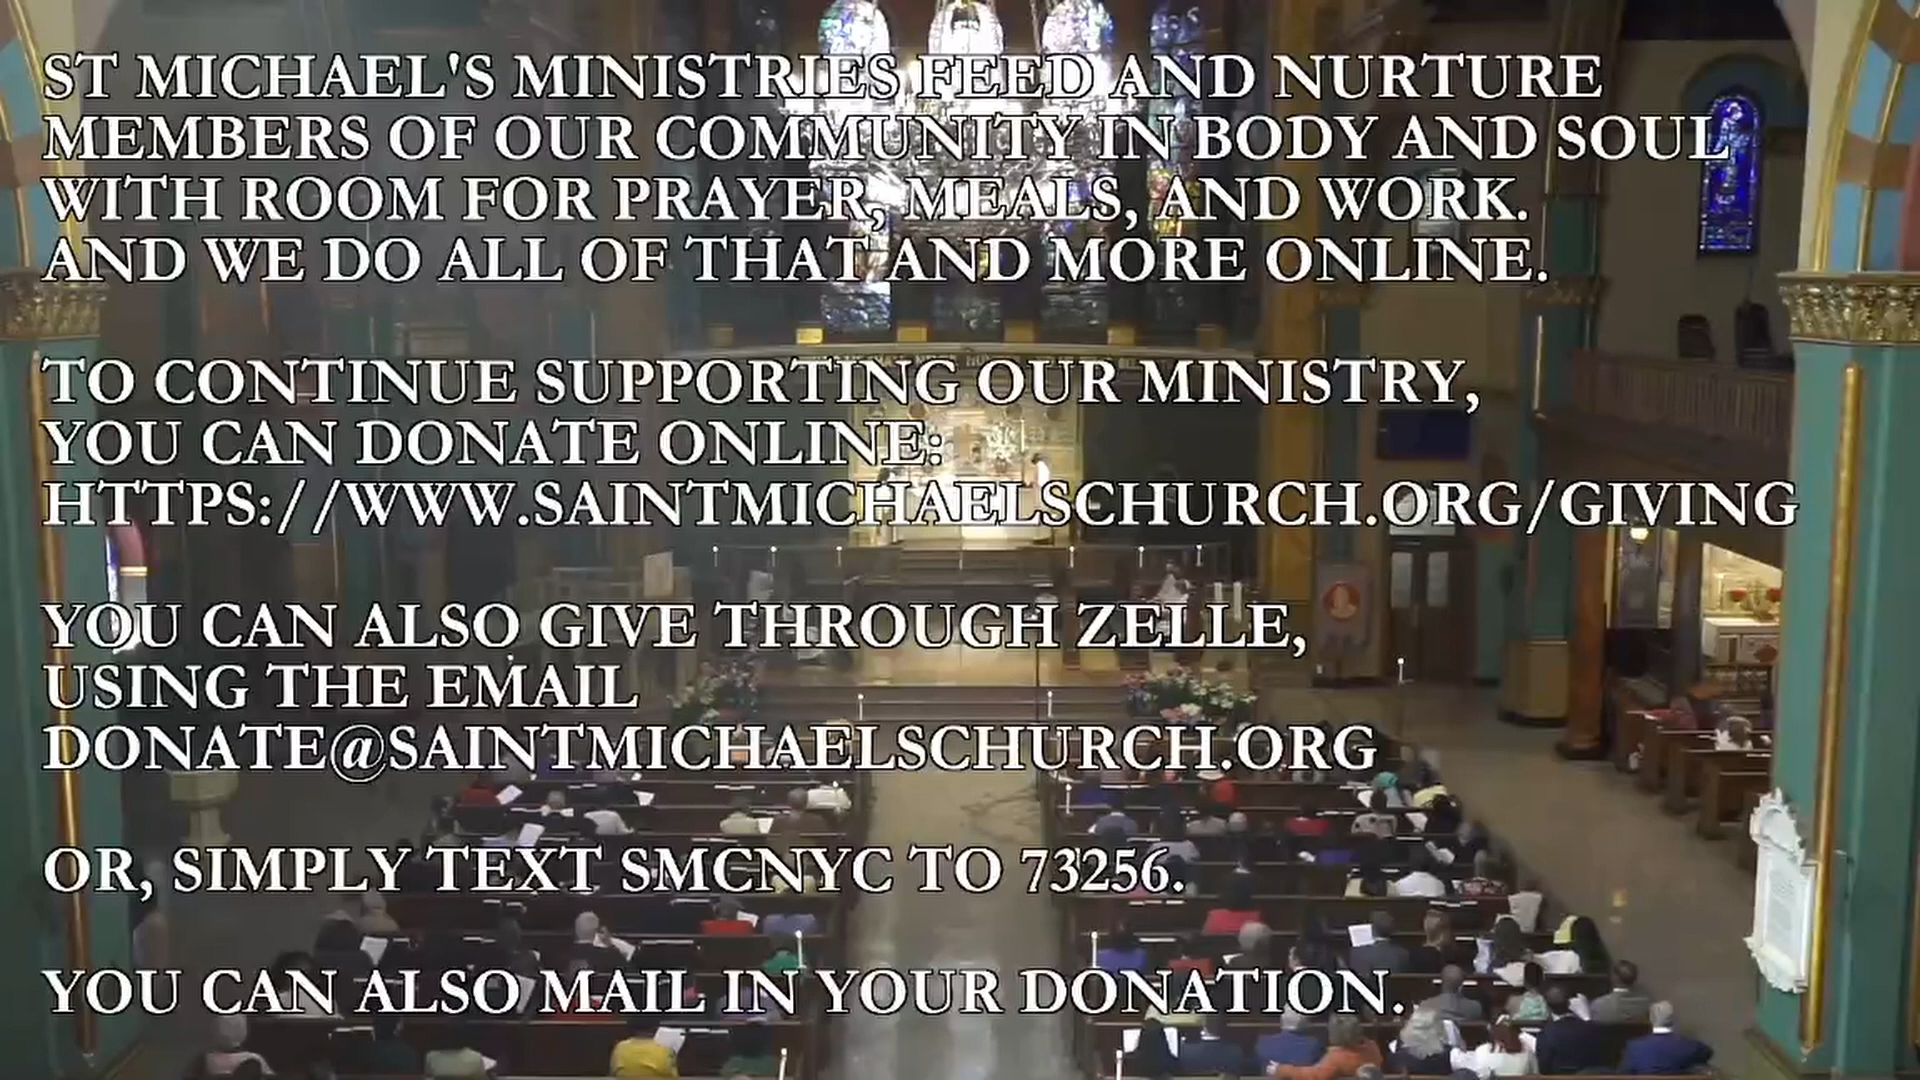 ST MICHAEL'S MINISTRIES FEED AND NURTURE
MEMBERS OF OUR COMMUNITY IN BODY AND SOUL
WITH ROOM FOR PRAYER, MEALS, AND WORK.
AND WE DO ALL OF THAT AND MORE ONLINE.
TO CONTINUE SUPPORTING OUR MINISTRY,
YOU CAN DONATE ONLINE:
HTTPS://WWW.SAINTMICHAELSCHURCH.ORG/GIVING
YOU CAN ALSO GIVE THROUGH ZELLE,
USING THE EMAIL
DONATE@SAINTMICHAELSCHURCH.ORG
OR, SIMPLY TEXT SMCNYC TO 73256.
YOU CAN ALSO MAIL IN YOUR DONATION.